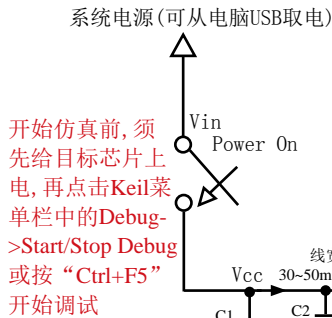 系统电源(可从电脑USB取电)
Vin
Power On
开始仿真前, 须
先给目标芯片上
电, 再点击Keil菜
单栏中的Debug-
>Start/Stop Debug
或按“Ctrl+F5”
开始调试
线宽
Vcc 30~50m
C1
C2